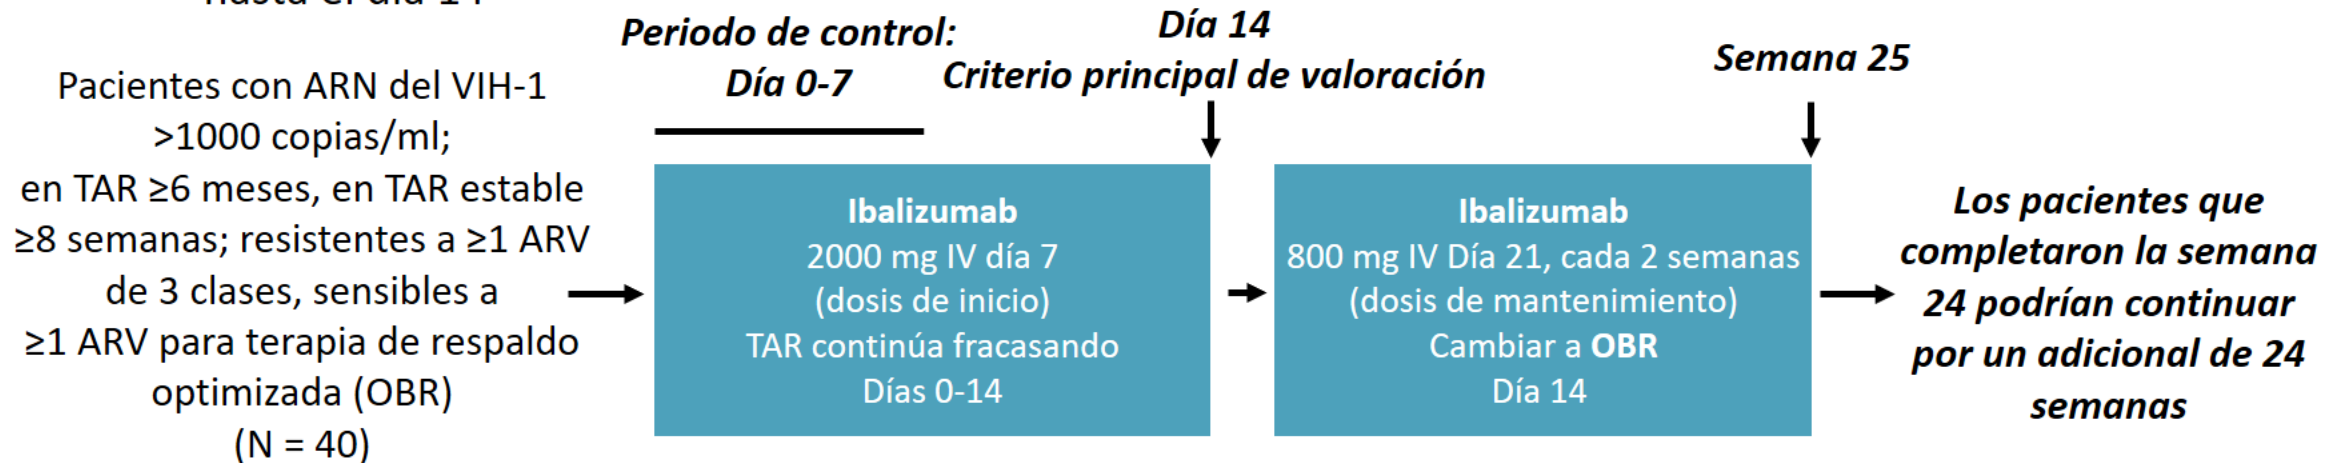 hasta el día 14
Periodo de control:
Día 0-7
Día 14
Criterio principal de valoración
Semana 25
Pacientes con ARN del VIH-1
>1000 copias/ml;
en TAR ≥6 meses, en TAR estable
≥8 semanas; resistentes a ≥1 ARV
de 3 clases, sensibles a
≥1 ARV para terapia de respaldo
optimizada (OBR)
(N = 40)
Ibalizumab
2000 mg IV día 7
(dosis de inicio)
TAR continúa fracasando
Días 0-14
Ibalizumab
800 mg IV Día 21, cada 2 semanas
(dosis de mantenimiento)
Cambiar a OBR
Día 14
Los pacientes que
completaron la semana
24 podrían continuar
por un adicional de 24
semanas